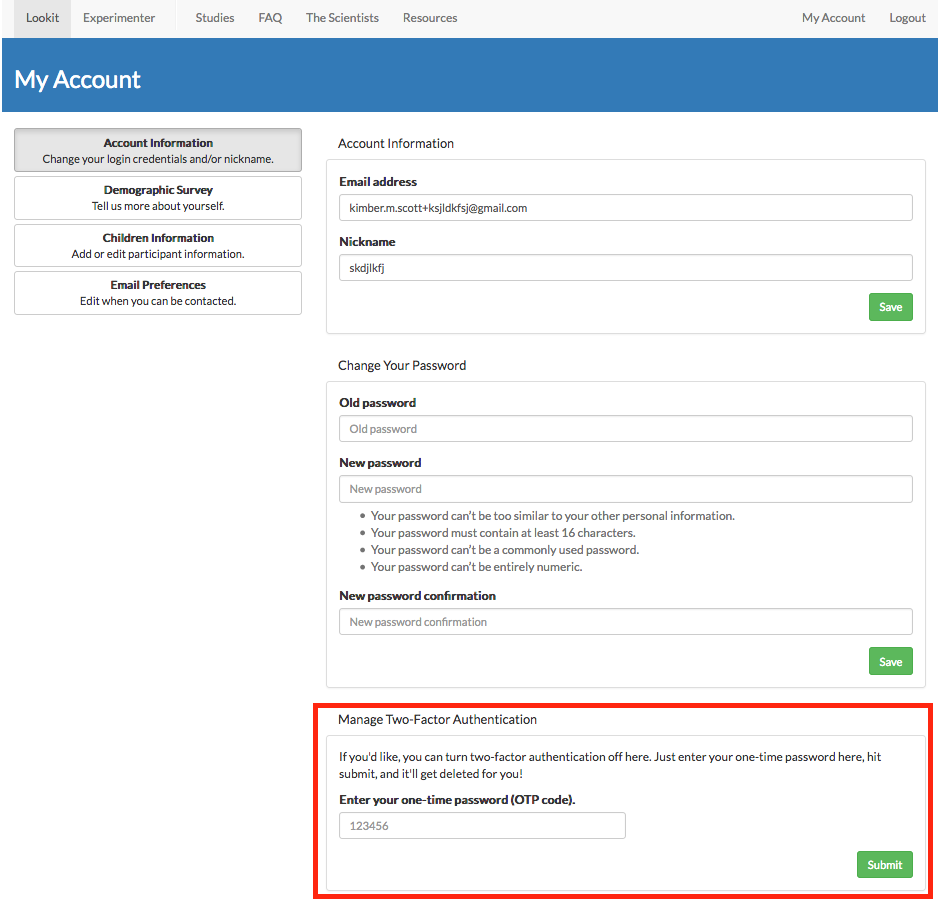 Lookit Experimenter Studies FAQ The Scientists Resources My Account Logout
My Account
Account Information
Change your login credentials and/or nickname.
Demographic Survey
Tell us more about yourself.
Children Information
Add or edit participant information.
Email Preferences
Edit when you can be contacted.
Account Information
Email address
kimber.m.scott+ksjldkfsj@gmail.com
Nickname
skdjlkfj
Save
Change Your Password
Old password
Old password
New password
New password
• Your password can't be too similar to your other personal information.
• Your password must contain at least 16 characters.
• Your password can't be a commonly used password.
• Your password can't be entirely numeric.
New password confirmation
New password confirmation
Save
Manage Two-Factor Authentication
If you'd like, you can turn two-factor authentication off here. Just enter your one-time password here, hit
submit, and it'll get deleted for you!
Enter your one-time password (OTP code).
123456
Submit